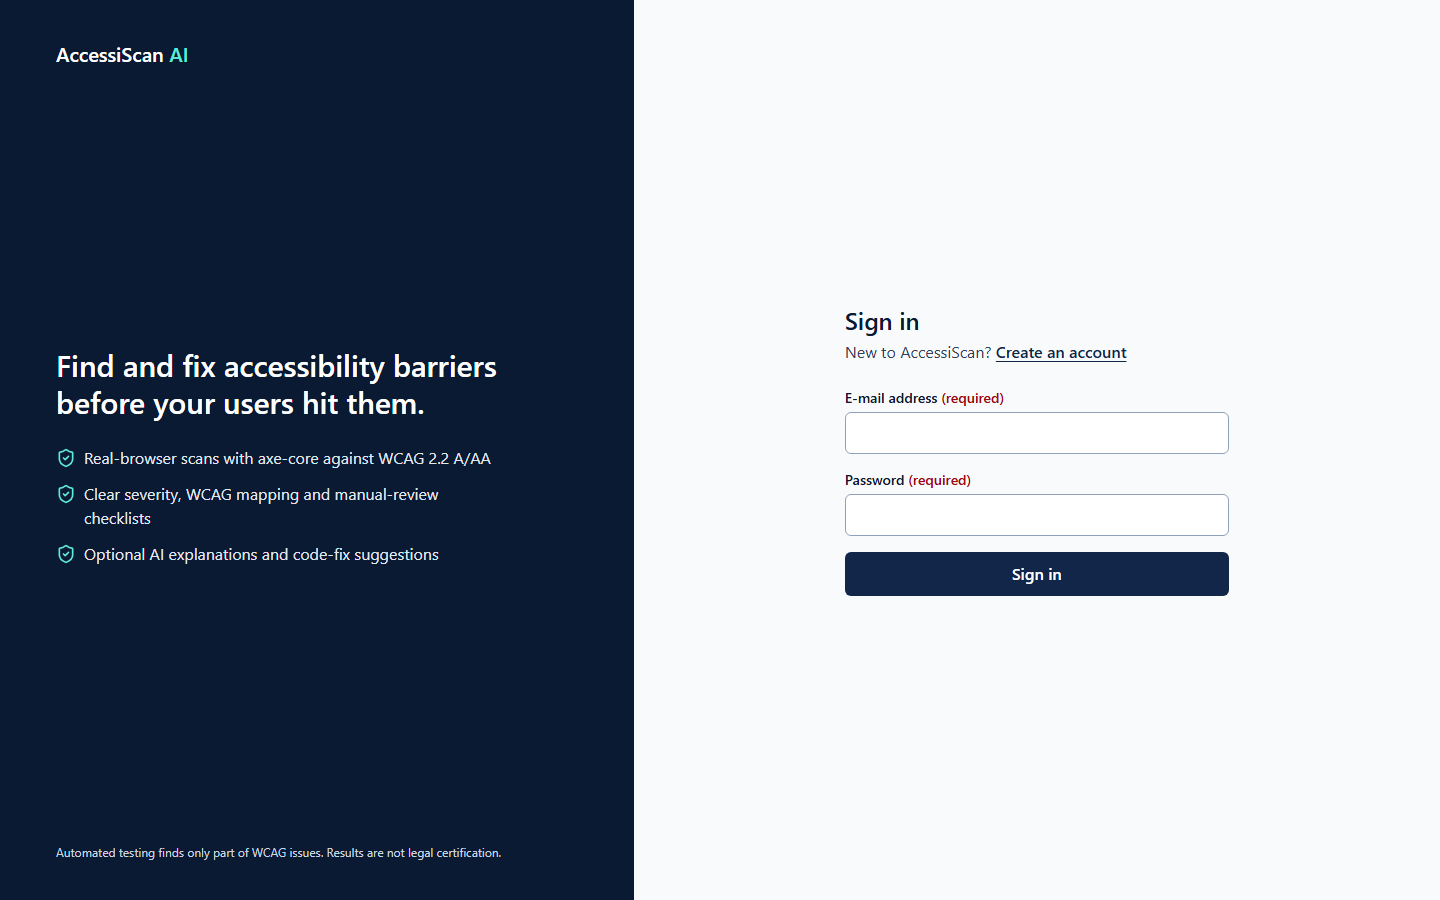 AccessiScan AI
Find and fix accessibility barriers
before your users hit them.
Real-browser scans with axe-core against WCAG 2.2 A/AA
Clear severity, WCAG mapping and manual-review
checklists
Optional AI explanations and code-fix suggestions
Automated testing finds only part of WCAG issues. Results are not legal certification.
Sign in
New to AccessiScan? Create an account
E-mail address (required)
Password (required)
Sign in